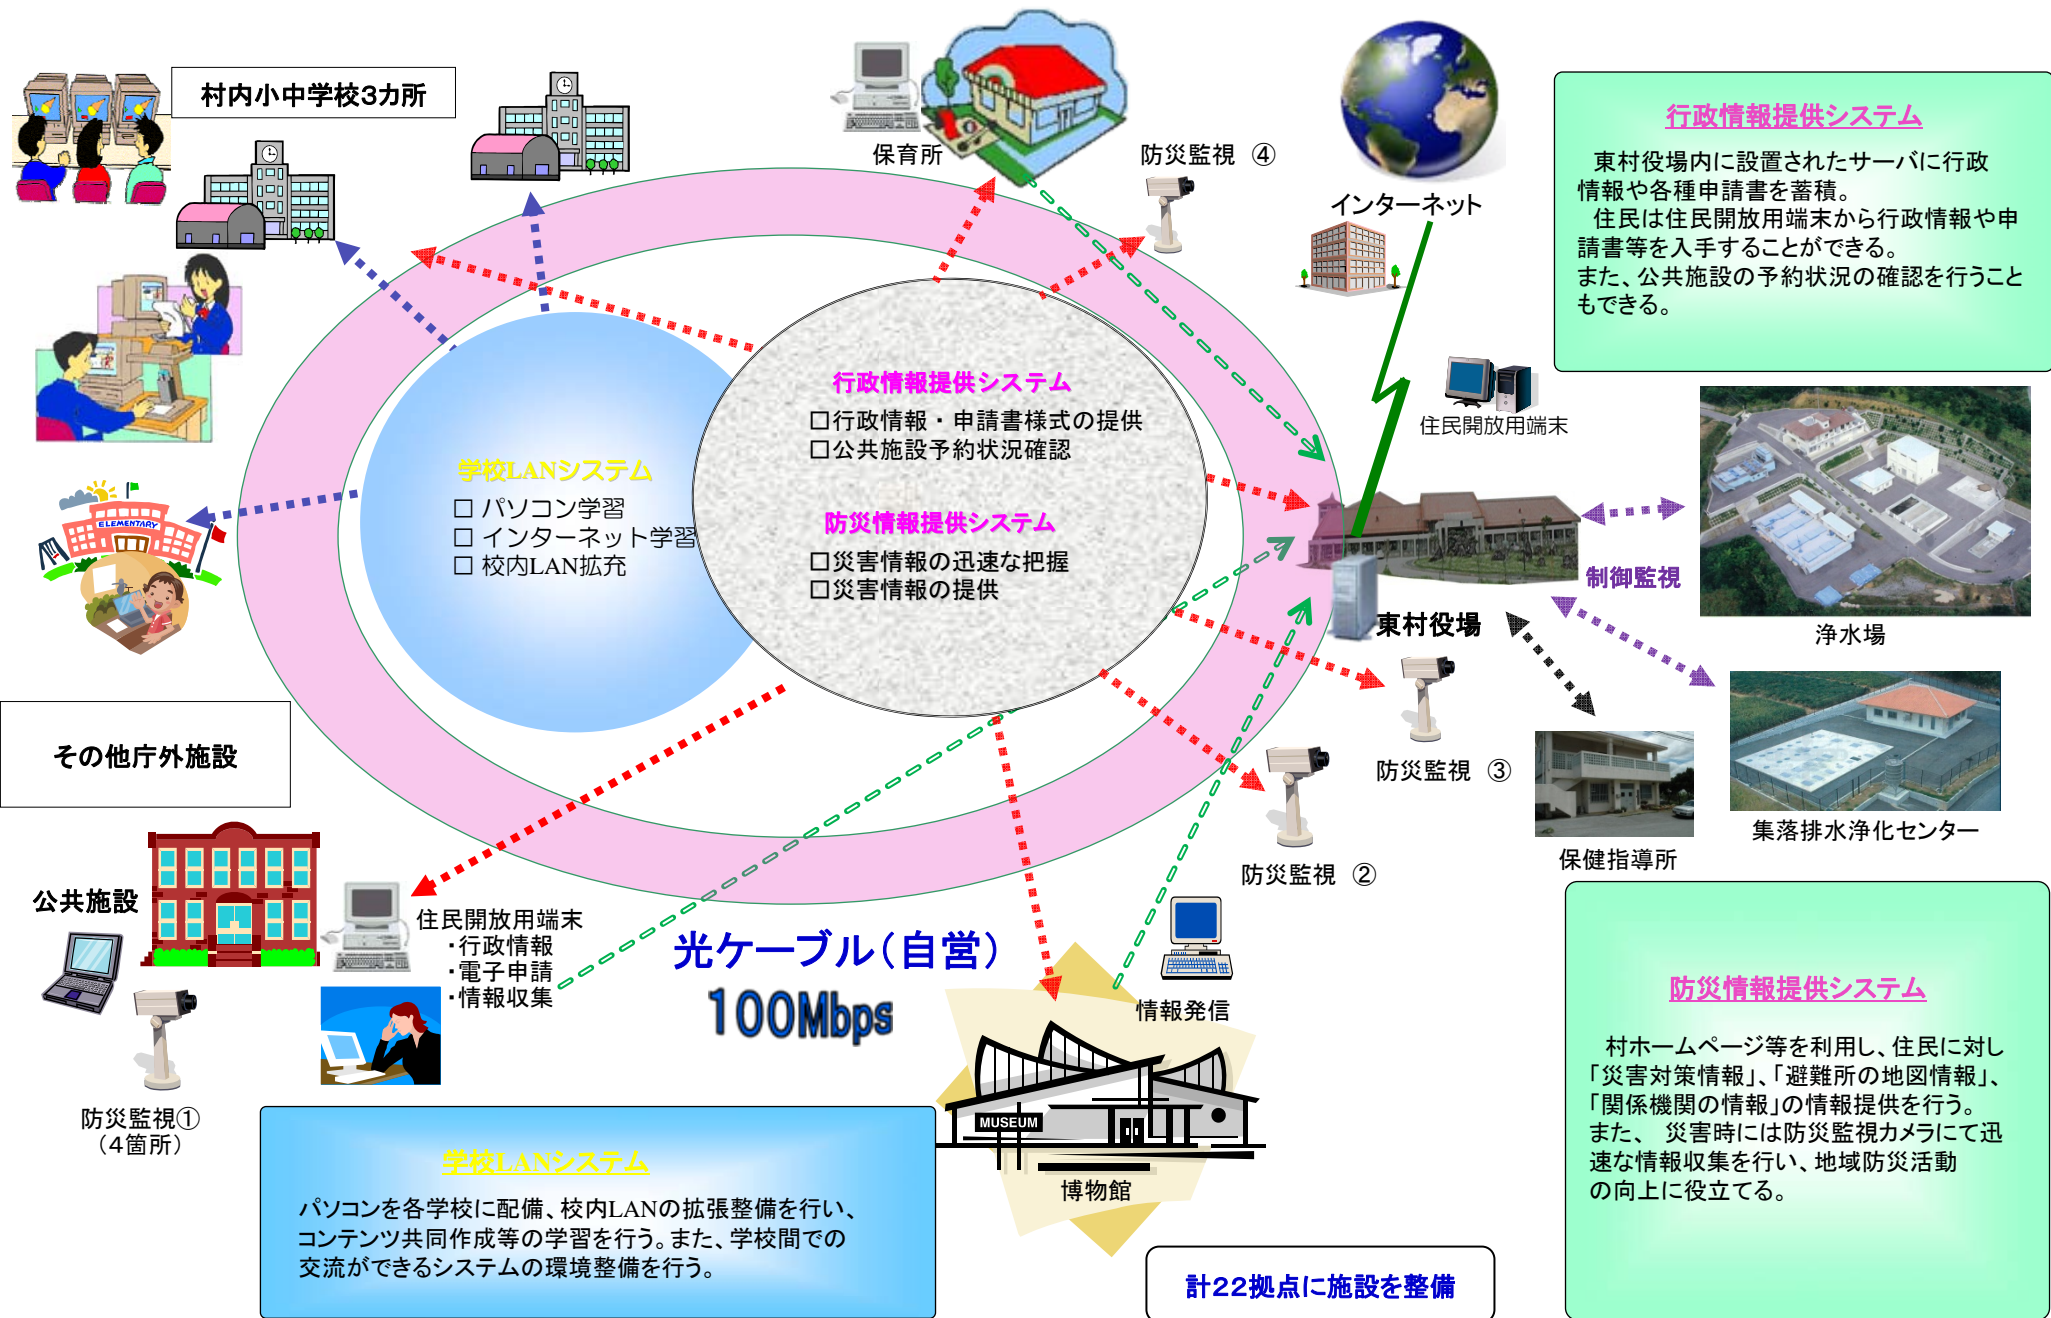 村内小中学校3カ所
保育所
防災監視 ④
インターネット
行政情報提供システム
東村役場内に設置されたサーバに行政
情報や各種申請書を蓄積。
住民は住民開放用端末から行政情報や申
請書等を入手することができる。
また、公共施設の予約状況の確認を行うこと
もできる。
行政情報提供システム
□行政情報・申請書様式の提供
□公共施設予約状況確認
防災情報提供システム
□災害情報の迅速な把握
□災害情報の提供
学校LANシステム
□ パソコン学習
□ インターネット学習
□ 校内LAN拡充
ELEMENTARY
住民開放用端末
制御監視
東村役場
浄水場
防災監視 ③
集落排水浄化センター
保健指導所
防災監視 ②
その他庁外施設
公共施設
住民開放用端末
・行政情報
・電子申請
・情報収集
防災監視①
(4箇所)
光ケーブル(自営)
100Mbps
情報発信
MUSEUM
博物館
学校LANシステム
パソコンを各学校に配備、校内LANの拡張整備を行い、
コンテンツ共同作成等の学習を行う。また、学校間での
交流ができるシステムの環境整備を行う。
計22拠点に施設を整備
防災情報提供システム
村ホームページ等を利用し、住民に対し
「災害対策情報」、「避難所の地図情報」、
「関係機関の情報」の情報提供を行う。
また、 災害時には防災監視カメラにて迅
速な情報収集を行い、地域防災活動
の向上に役立てる。